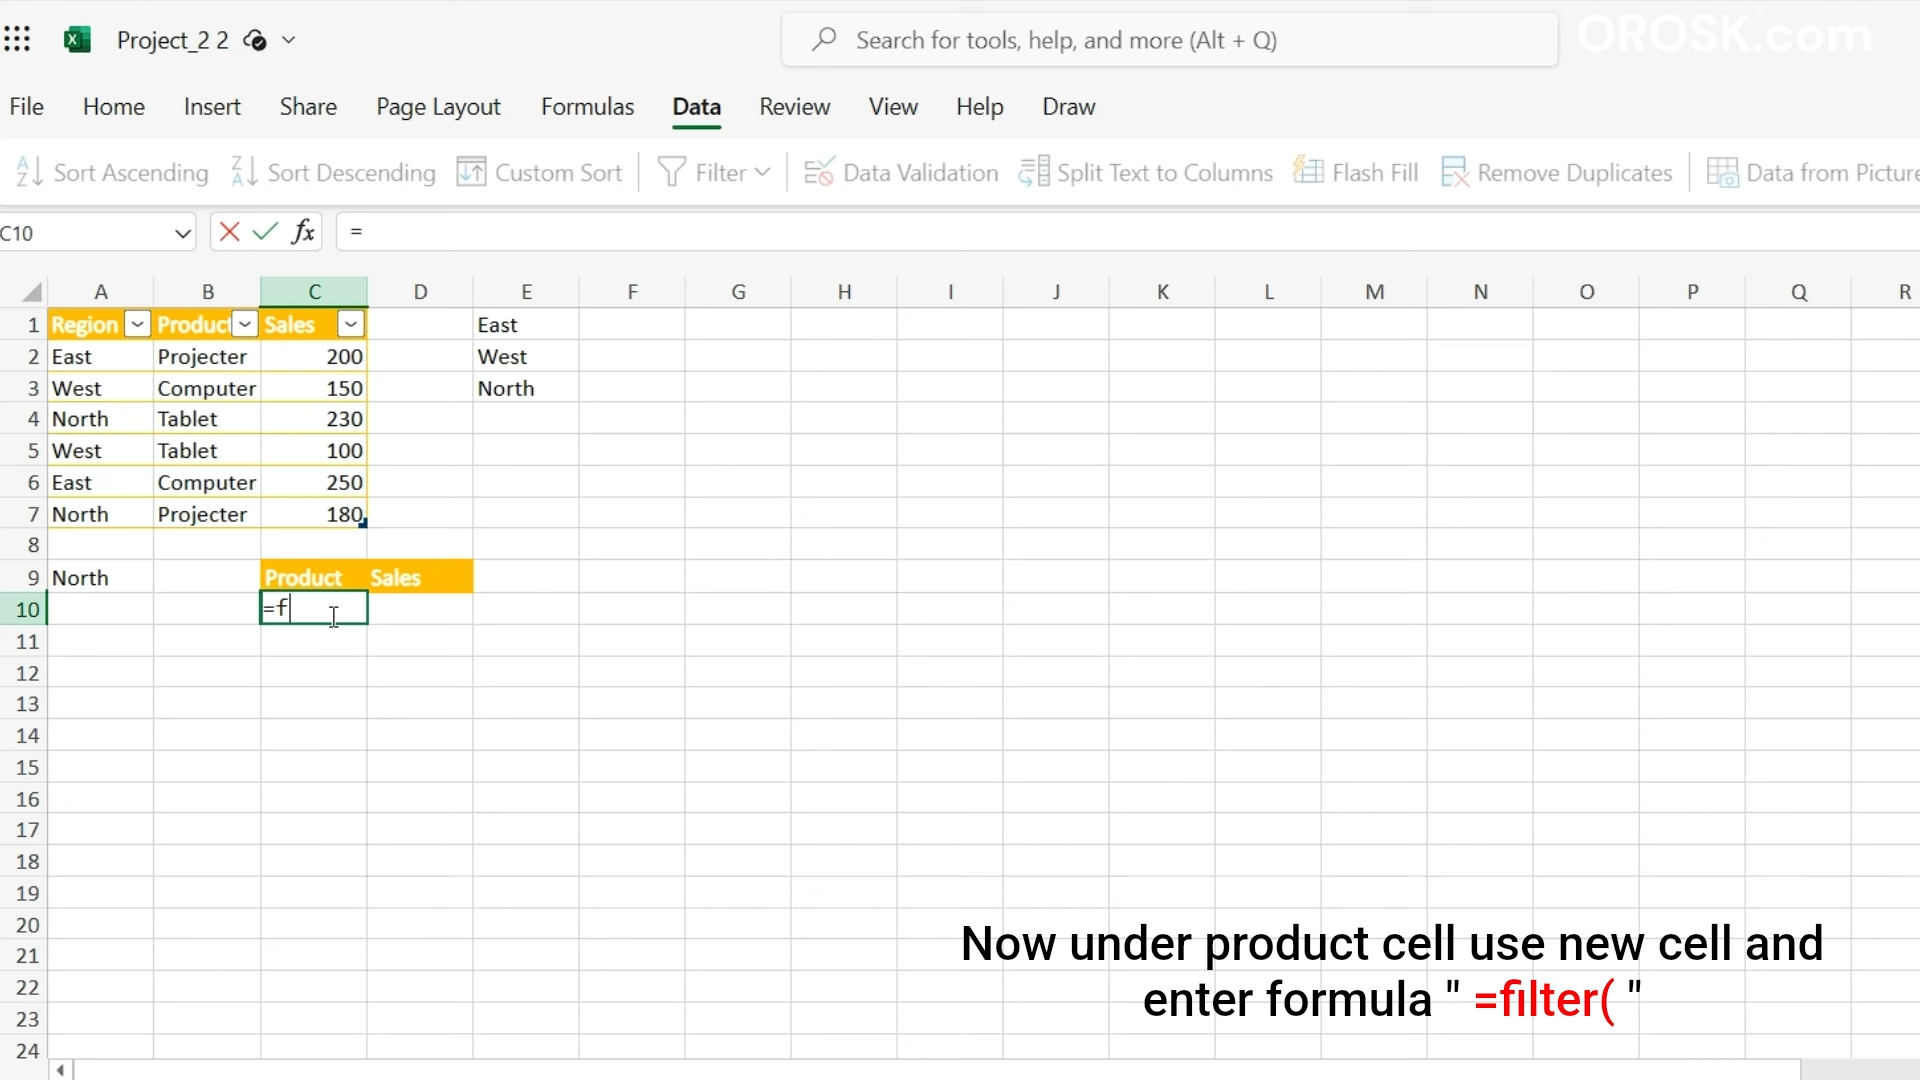 Project_2 2
Search for tools, help, and more (Alt + Q)
OROSK.com
File Home Insert Share Page Layout Formulas Data Review View Help Draw
Sort Ascending Sort Descending Custom Sort Filter Data Validation Split Text to Columns Flash Fill Remove Duplicates Data from Picture
C10 fx =
A B C D E F G H I J K L M N O P Q R
1 Region Product Sales East
2 East Projecter 200 West
3 West Computer 150 North
4 North Tablet 230
5 West Tablet 100
6 East Computer 250
7 North Projecter 180
8
9 North Product Sales
10 =f
11
12
13
14
15
16
17
18
19
20
21
22
23
24
Now under product cell use new cell and
enter formula " =filter( "